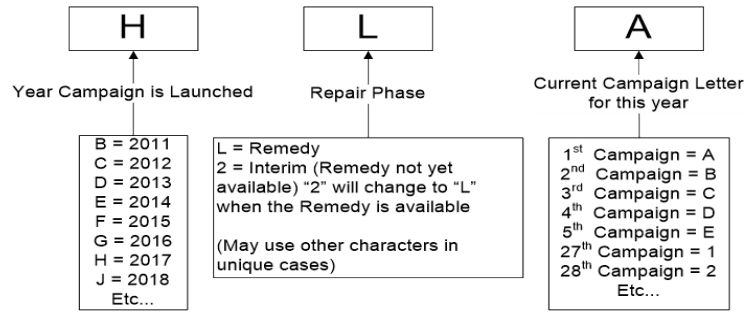 H
L
A
Year Campaign is Launched
Repair Phase
Current Campaign Letter
for this year
B = 2011
C = 2012
D = 2013
E = 2014
F = 2015
G = 2016
H = 2017
J = 2018
Etc...
L = Remedy
2 = Interim (Remedy not yet
available) “2” will change to “L”
when the Remedy is available
(May use other characters in
unique cases)
1st Campaign = A
2nd Campaign = B
3rd Campaign = C
4th Campaign = D
5th Campaign = E
27th Campaign = 1
28th Campaign = 2
Etc...